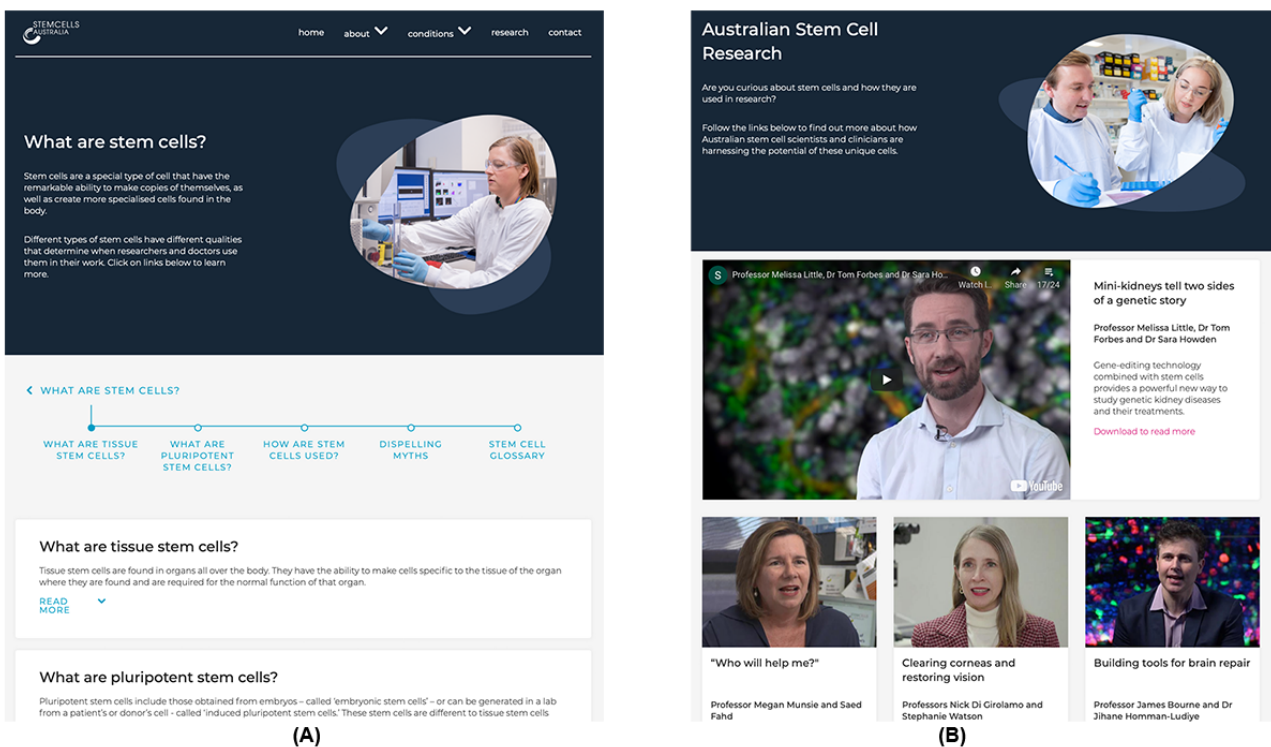 STEMCELLS
AUSTRALIA
home about conditions research contact
What are stem cells?
Stem cells are a special type of cell that have the
remarkable ability to make copies of themselves, as
well as create more specialised cells found in the
body.
Different types of stem cells have different qualities
that determine when researchers and doctors use
them in their work. Click on links below to learn
more.
WHAT ARE STEM CELLS?
WHAT ARE TISSUE
STEM CELLS?
WHAT ARE
PLURIPOTENT
STEM CELLS?
HOW ARE STEM
CELLS USED?
DISPELLING
MYTHS
STEM CELL
GLOSSARY
What are tissue stem cells?
Tissue stem cells are found in organs all over the body. They have the ability to make cells specific to the tissue of the organ
where they are found and are required for the normal function of that organ.
READ
MORE
What are pluripotent stem cells?
Pluripotent stem cells include those obtained from embryos – called 'embryonic stem cells' – or can be generated in a lab
from a patient's or donor's cell - called 'induced pluripotent stem cells.' These stem cells are different to tissue stem cells
(A)
Australian Stem Cell
Research
Are you curious about stem cells and how they are
used in research?
Follow the links below to find out more about how
Australian stem cell scientists and clinicians are
harnessing the potential of these unique cells.
S Professor Melissa Little, Dr Tom Forbes and Dr Sara Ho...
Watch l... Share 17/24
YouTube
Mini-kidneys tell two sides
of a genetic story
Professor Melissa Little, Dr Tom
Forbes and Dr Sara Howden
Gene-editing technology
combined with stem cells
provides a powerful new way to
study genetic kidney diseases
and their treatments.
Download to read more
"Who will help me?"
Professor Megan Munsie and Saed
Fahd
Clearing corneas and
restoring vision
Professors Nick Di Girolamo and
Stephanie Watson
Building tools for brain repair
Professor James Bourne and Dr
Jihane Homman-Ludiye
(B)